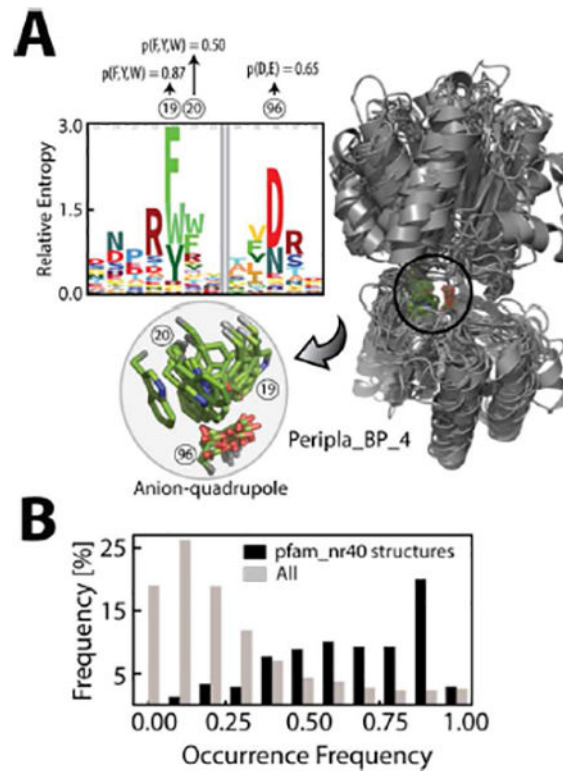 A
p(F,Y,W) = 0.50
p(F,Y,W) = 0.87
p(D,E) = 0.65
19 20 96
3.0
1.5
0.0
Relative Entropy
N
D P
R
F
W
Y
W
F
R
V
E
D
N
R
20
19
96
Peripla_BP_4
Anion-quadrupole
B
25
15
5
Frequency [%]
pfam_nr40 structures
All
0.00 0.25 0.50 0.75 1.00
Occurrence Frequency